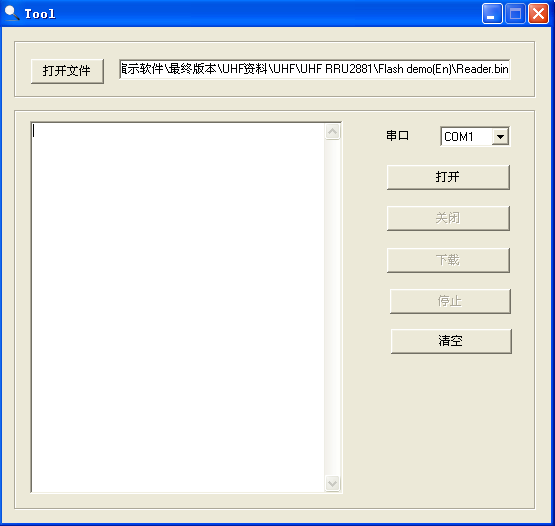 Tool
打开文件
演示软件\最终版本\UHF资料\UHF\UHF RRU2881\Flash demo(En)\Reader.bin
串口
COM1
打开
关闭
下载
停止
清空